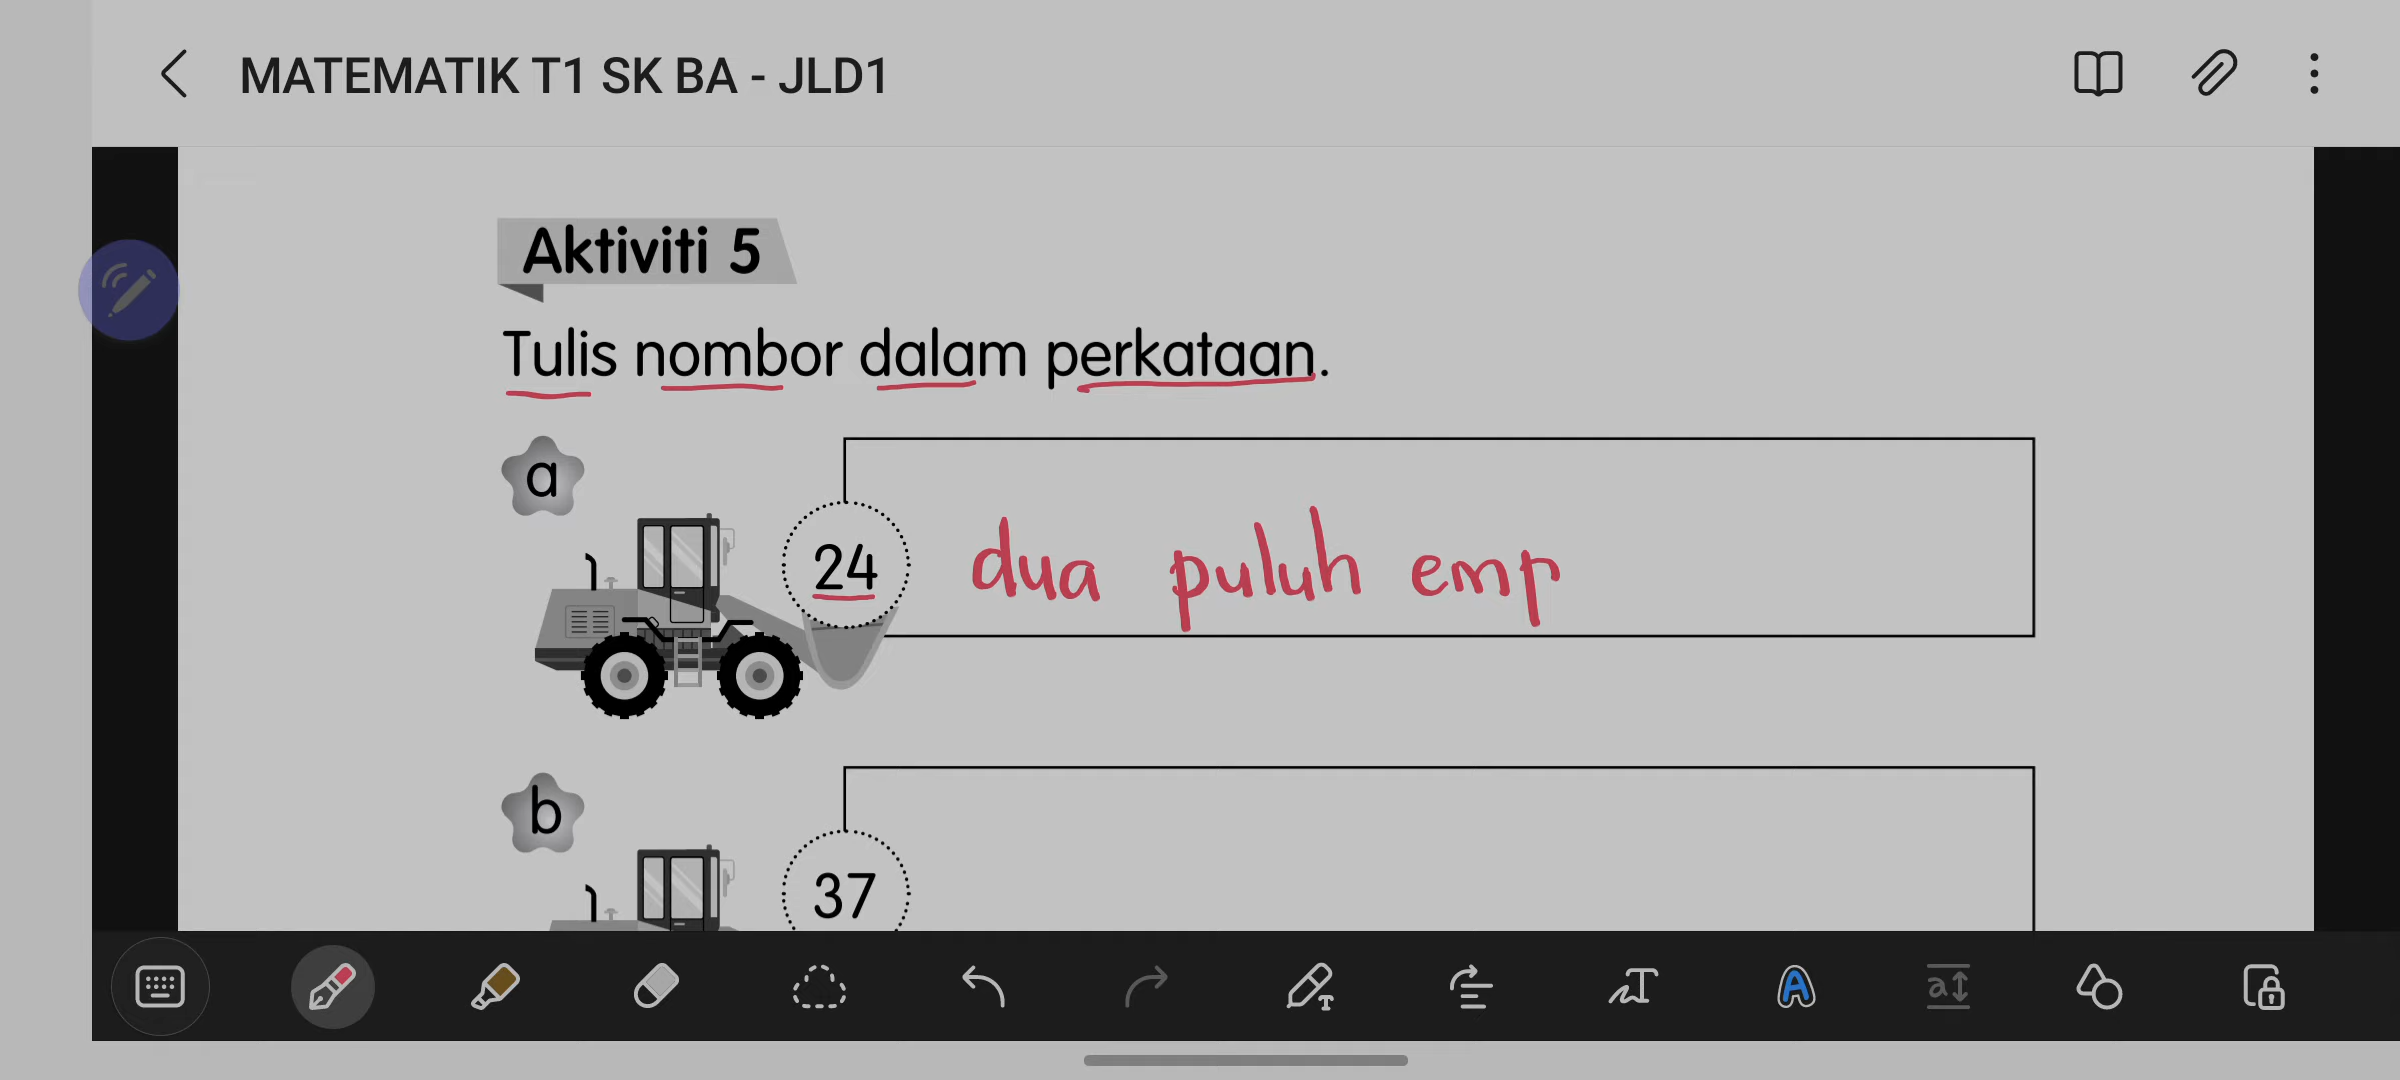 MATEMATIK T1 SK BA - JLD1
Aktiviti 5
Tulis nombor dalam perkataan.
a
24 dua puluh emp
b
37